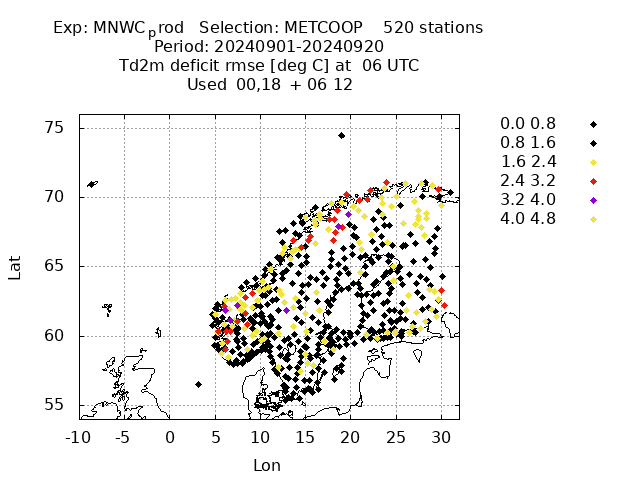 Exp: MNWCprod   Selection: METCOOP    520 stations
Period: 20240901-20240920
Td2m deficit rmse [deg C] at  06 UTC
Used  00,18  + 06 12
0.0 0.8
0.8 1.6
1.6 2.4
2.4 3.2
3.2 4.0
4.0 4.8
75
70
65
60
55
Lat
-10 -5 0 5 10 15 20 25 30
Lon